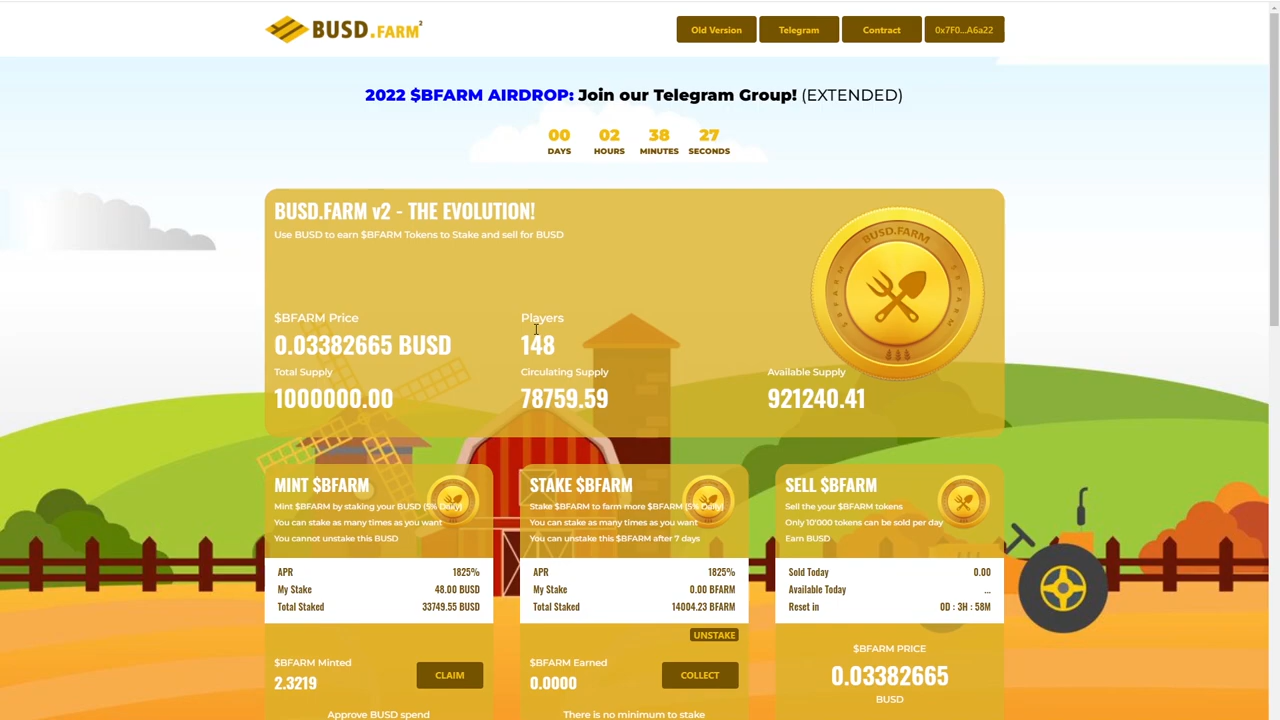 BUSD.FARM²
Old Version
Telegram
Contract
0x7F0...A6a22
2022 $BFARM AIRDROP: Join our Telegram Group! (EXTENDED)
00 02 38 27
DAYS HOURS MINUTES SECONDS
BUSD.FARM v2 - THE EVOLUTION!
Use BUSD to earn $BFARM Tokens to Stake and sell for BUSD
BUSD.FARM
$BFARM
$BFARM
$BFARM Price
0.03382665 BUSD
Players
148
Total Supply
1000000.00
Circulating Supply
78759.59
Available Supply
921240.41
MINT $BFARM
Mint $BFARM by staking your BUSD (5% Daily)
You can stake as many times as you want
You cannot unstake this BUSD
APR 1825%
My Stake 48.00 BUSD
Total Staked 33749.55 BUSD
$BFARM Minted
2.3219
CLAIM
Approve BUSD spend
STAKE $BFARM
Stake $BFARM to farm more $BFARM (5% Daily)
You can stake as many times as you want
You can unstake this $BFARM after 7 days
APR 1825%
My Stake 0.00 BFARM
Total Staked 14004.23 BFARM
UNSTAKE
$BFARM Earned
0.0000
COLLECT
There is no minimum to stake
SELL $BFARM
Sell the your $BFARM tokens
Only 10'000 tokens can be sold per day
Earn BUSD
Sold Today 0.00
Available Today ...
Reset in 0D : 3H : 58M
$BFARM PRICE
0.03382665
BUSD